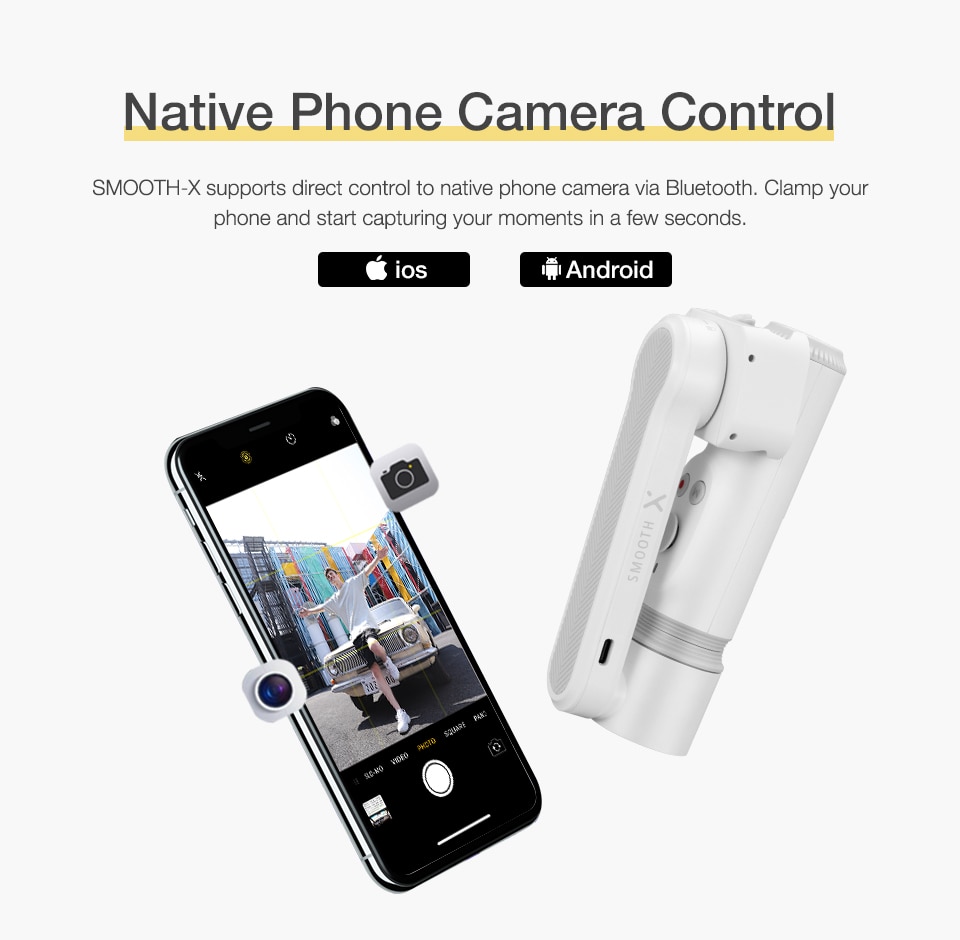 Native Phone Camera Control
SMOOTH-X supports direct control to native phone camera via Bluetooth. Clamp your
phone and start capturing your moments in a few seconds.
ios
Android
SMOOTH X
SLO-MO VIDEO PHOTO SQUARE PANO